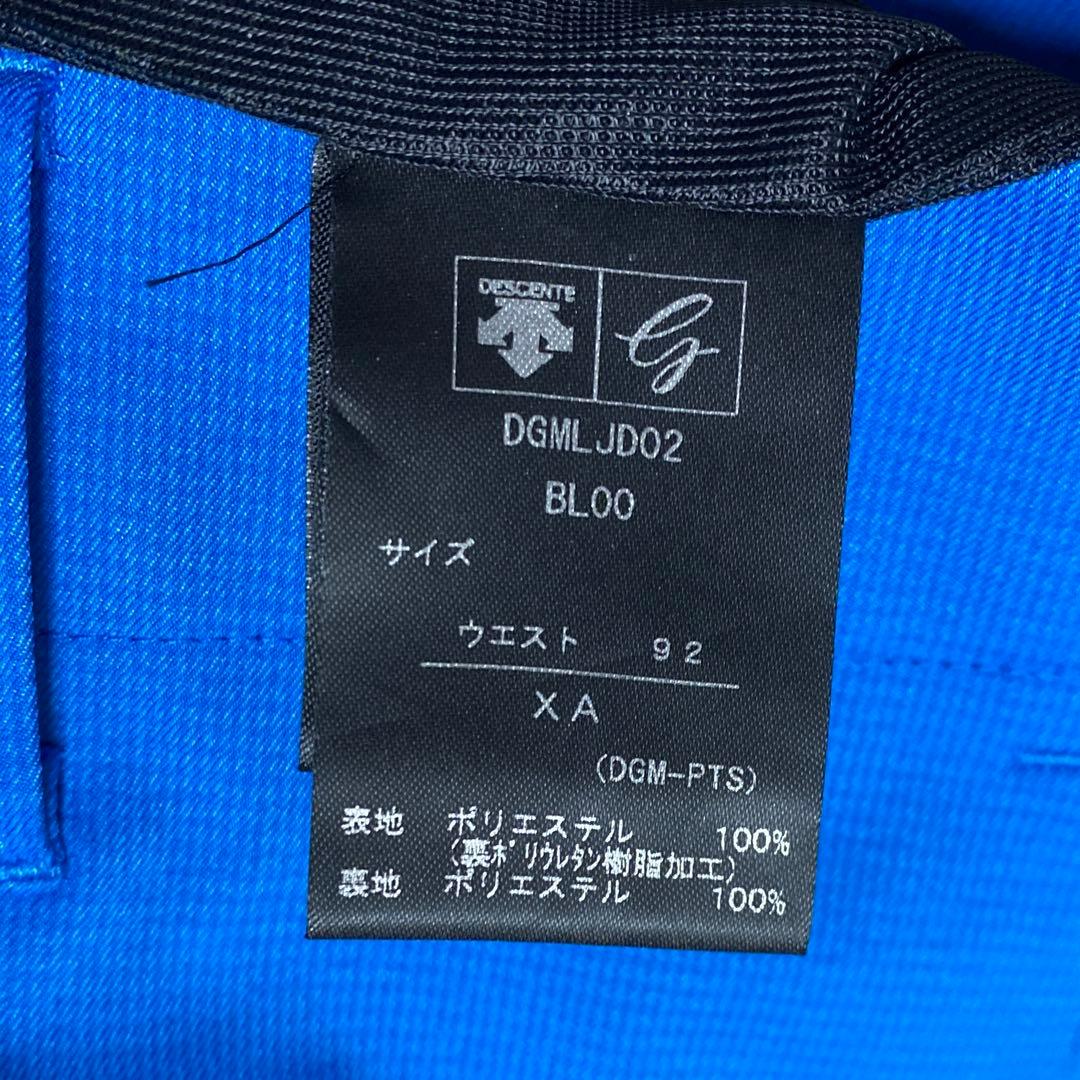 DESCENTE
G
DGMLJD02
BL00
サイズ
ウエスト 92
XA
(DGM-PTS)
表地 ポリエステル 100%
(裏ポリウレタン樹脂加工)
裏地 ポリエステル 100%